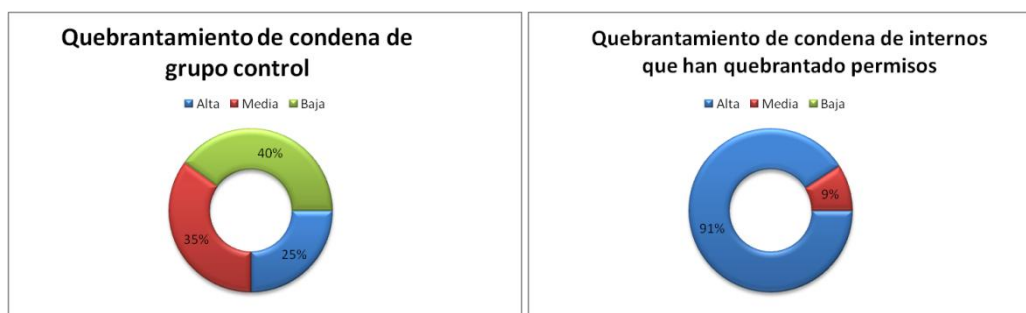 Quebrantamiento de condena de
grupo control
Alta Media Baja
40%
35%
25%
Quebrantamiento de condena de internos
que han quebrantado permisos
Alta Media Baja
9%
91%